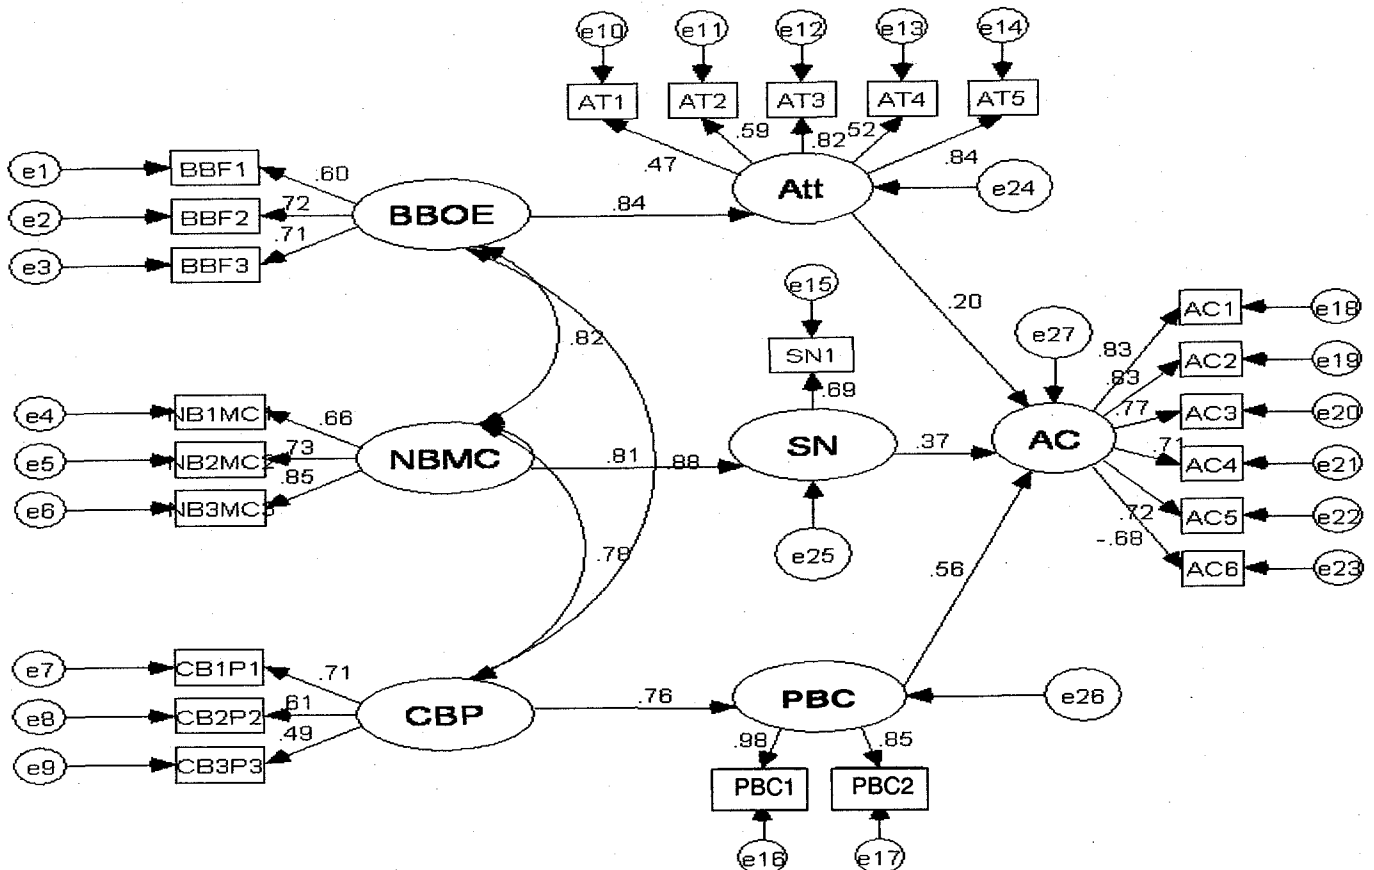 e10 e11 e12 e13 e14
AT1 AT2 AT3 AT4 AT5
.47 .59 .82 .52 .84
e1 BBF1 .60
e2 BBF2 .72
e3 BBF3 .71
BBOE .84 Att e24
e15
SN1
.69
.82
.20
e27
e4 NB1MC .66
e5 NB2MC2 .73
e6 NB3MC3 .85
NBMC .81 .88 SN .37 AC
e25
.83 AC1 e18
.83 AC2 e19
.77 AC3 e20
.71 AC4 e21
.72 AC5 e22
-.68 AC6 e23
.78
.56
e7 CB1P1 .71
e8 CB2P2 .61
e9 CB3P3 .49
CBP .76 PBC e26
.98 .85
PBC1 PBC2
e16 e17